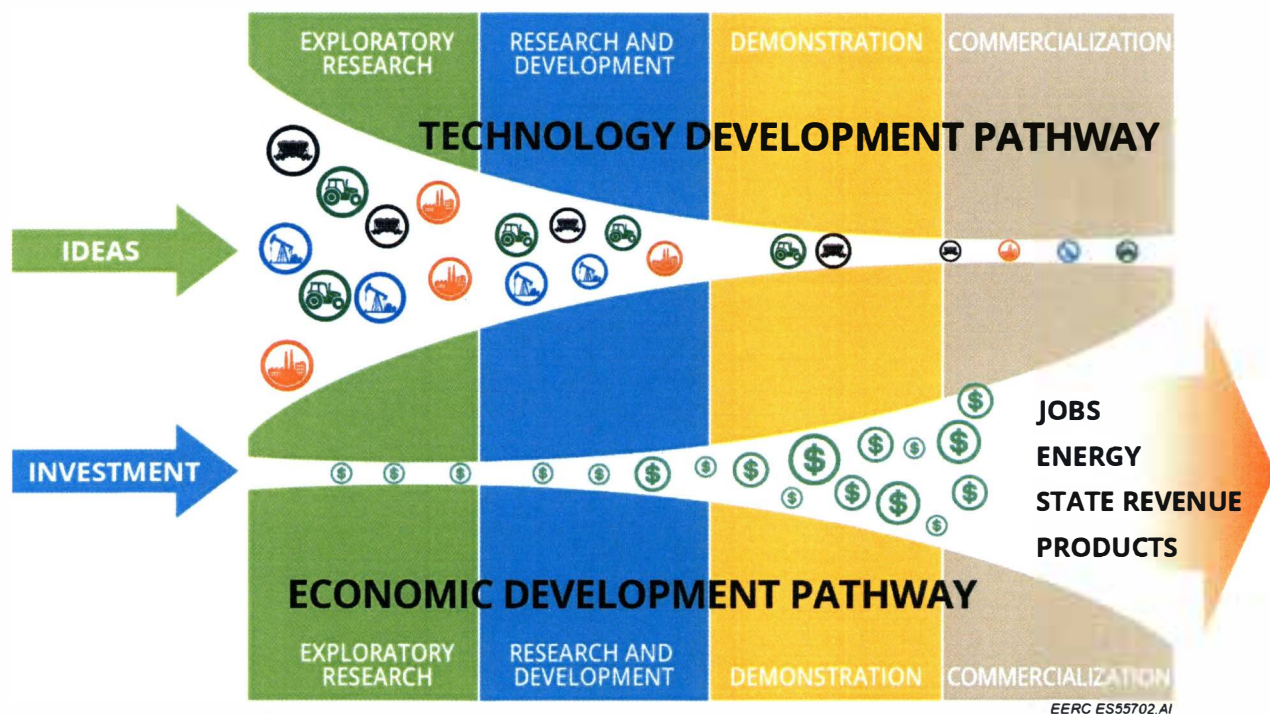 EXPLORATORY
RESEARCH
RESEARCH AND
DEVELOPMENT
DEMONSTRATION
COMMERCIALIZATION
TECHNOLOGY DEVELOPMENT PATHWAY
IDEAS
INVESTMENT
$ $ $ $ $ $ $ $ $ $ $ $ $ $ $ $ $ $
JOBS
ENERGY
STATE REVENUE
PRODUCTS
ECONOMIC DEVELOPMENT PATHWAY
EXPLORATORY
RESEARCH
RESEARCH AND
DEVELOPMENT
DEMONSTRATION
COMMERCIALIZATION
EERC ES55702.AI